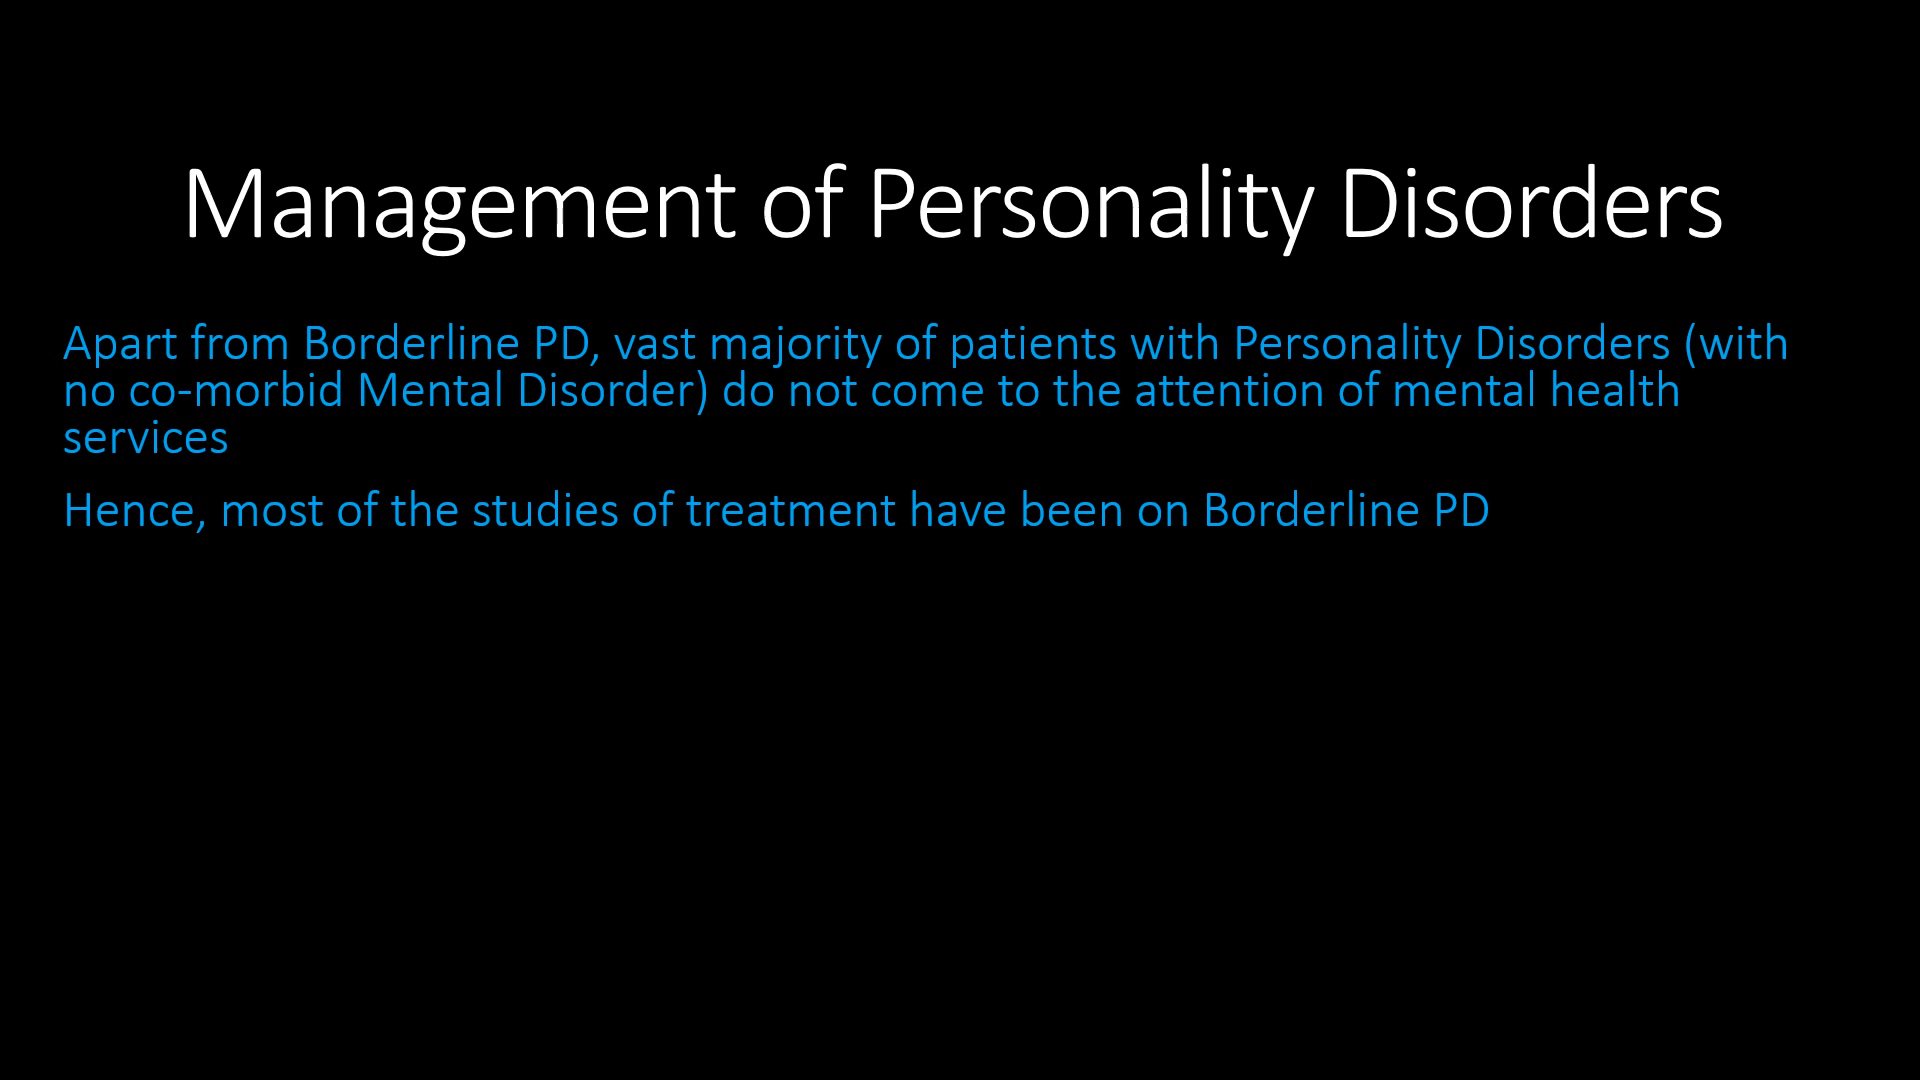 Management of Personality Disorders
Apart from Borderline PD, vast majority of patients with Personality Disorders (with
no co-morbid Mental Disorder) do not come to the attention of mental health
services
Hence, most of the studies of treatment have been on Borderline PD